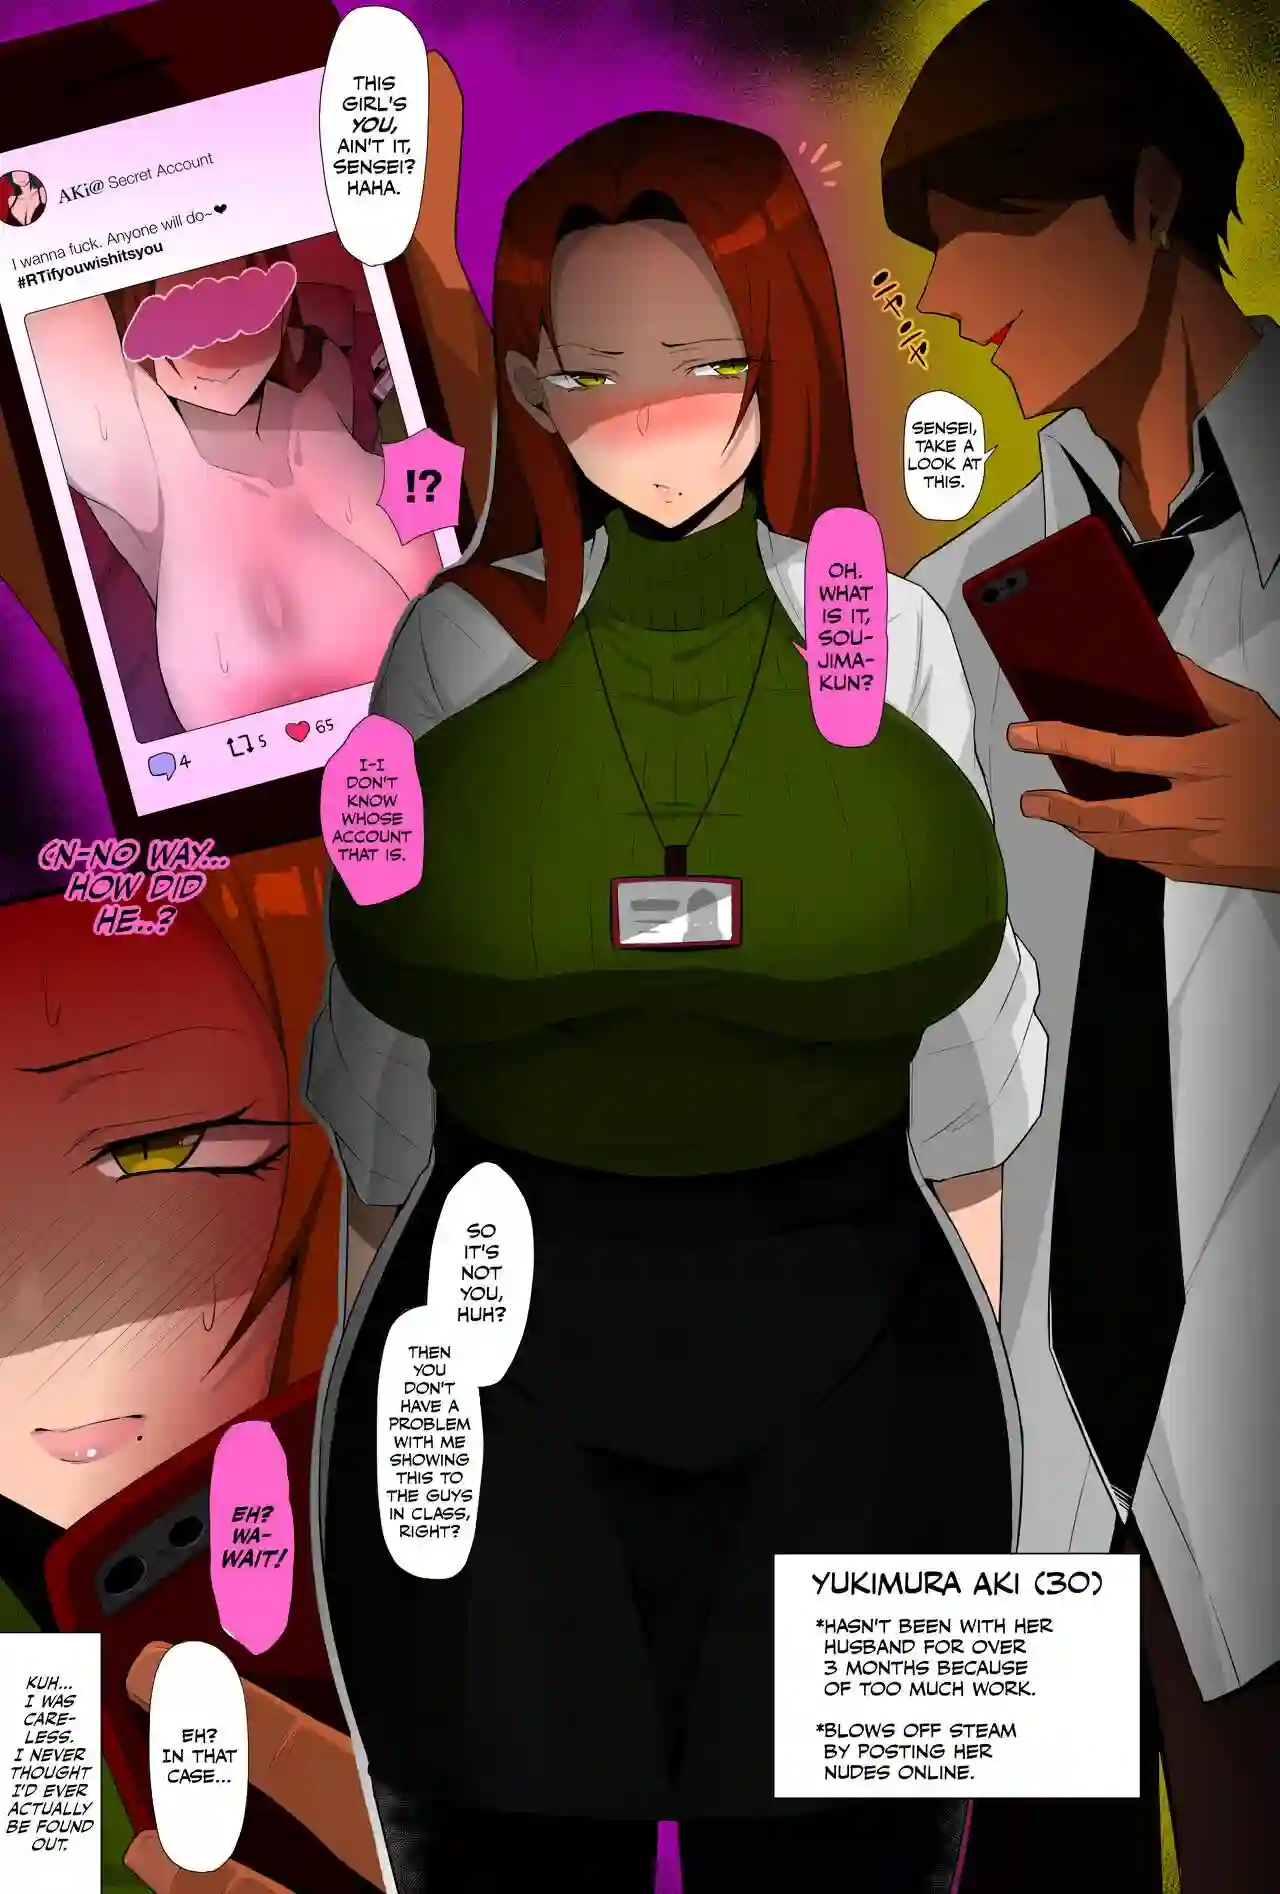 SENSEI,
TAKE A
LOOK AT
THIS.
ニヤニヤ
OH.
WHAT
IS IT,
SOU-
JIMA-
KUN?
THIS
GIRL'S
YOU,
AIN'T IT,
SENSEI?
HAHA.
AKi@ Secret Account
I wanna fuck. Anyone will do~♥
#RTifyouwishitsyou
4
5
65
!?
I-I
DON'T
KNOW
WHOSE
ACCOUNT
THAT IS.
(N-NO WAY...
HOW DID
HE..?
SO
IT'S
NOT
YOU,
HUH?
THEN
YOU
DON'T
HAVE A
PROBLEM
WITH ME
SHOWING
THIS TO
THE GUYS
IN CLASS,
RIGHT?
EH?
WA-
WAIT!
EH?
IN THAT
CASE...
KUH...
I WAS
CARE-
LESS.
I NEVER
THOUGHT
I'D EVER
ACTUALLY
BE FOUND
OUT.
YUKIMURA AKI (30)
*HASN'T BEEN WITH HER
HUSBAND FOR OVER
3 MONTHS BECAUSE
OF TOO MUCH WORK.
*BLOWS OFF STEAM
BY POSTING HER
NUDES ONLINE.